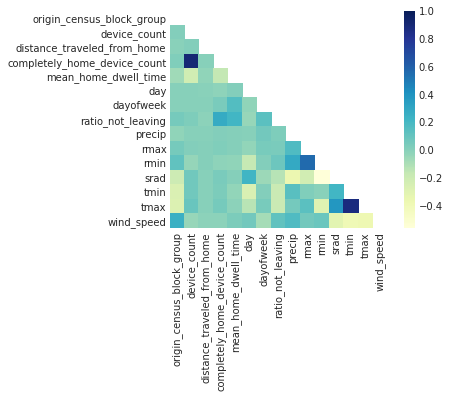 origin_census_block_group
device_count
distance_traveled_from_home
completely_home_device_count
mean_home_dwell_time
day
dayofweek
ratio_not_leaving
precip
rmax
rmin
srad
tmin
tmax
wind_speed
origin_census_block_group
device_count
distance_traveled_from_home
completely_home_device_count
mean_home_dwell_time
day
dayofweek
ratio_not_leaving
precip
rmax
rmin
srad
tmin
tmax
wind_speed
1.0
0.8
0.6
0.4
0.2
0.0
−0.2
−0.4